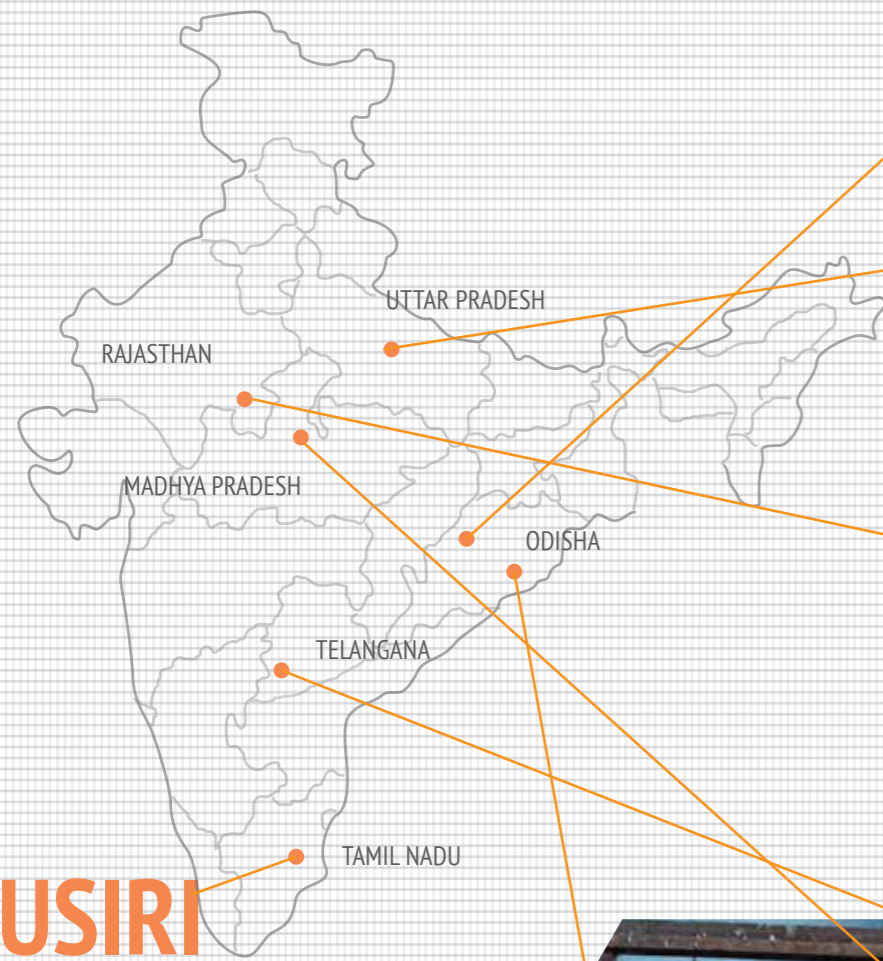 UTTAR PRADESH
RAJASTHAN
MADHYA PRADESH
ODISHA
TELANGANA
TAMIL NADU
USIRI